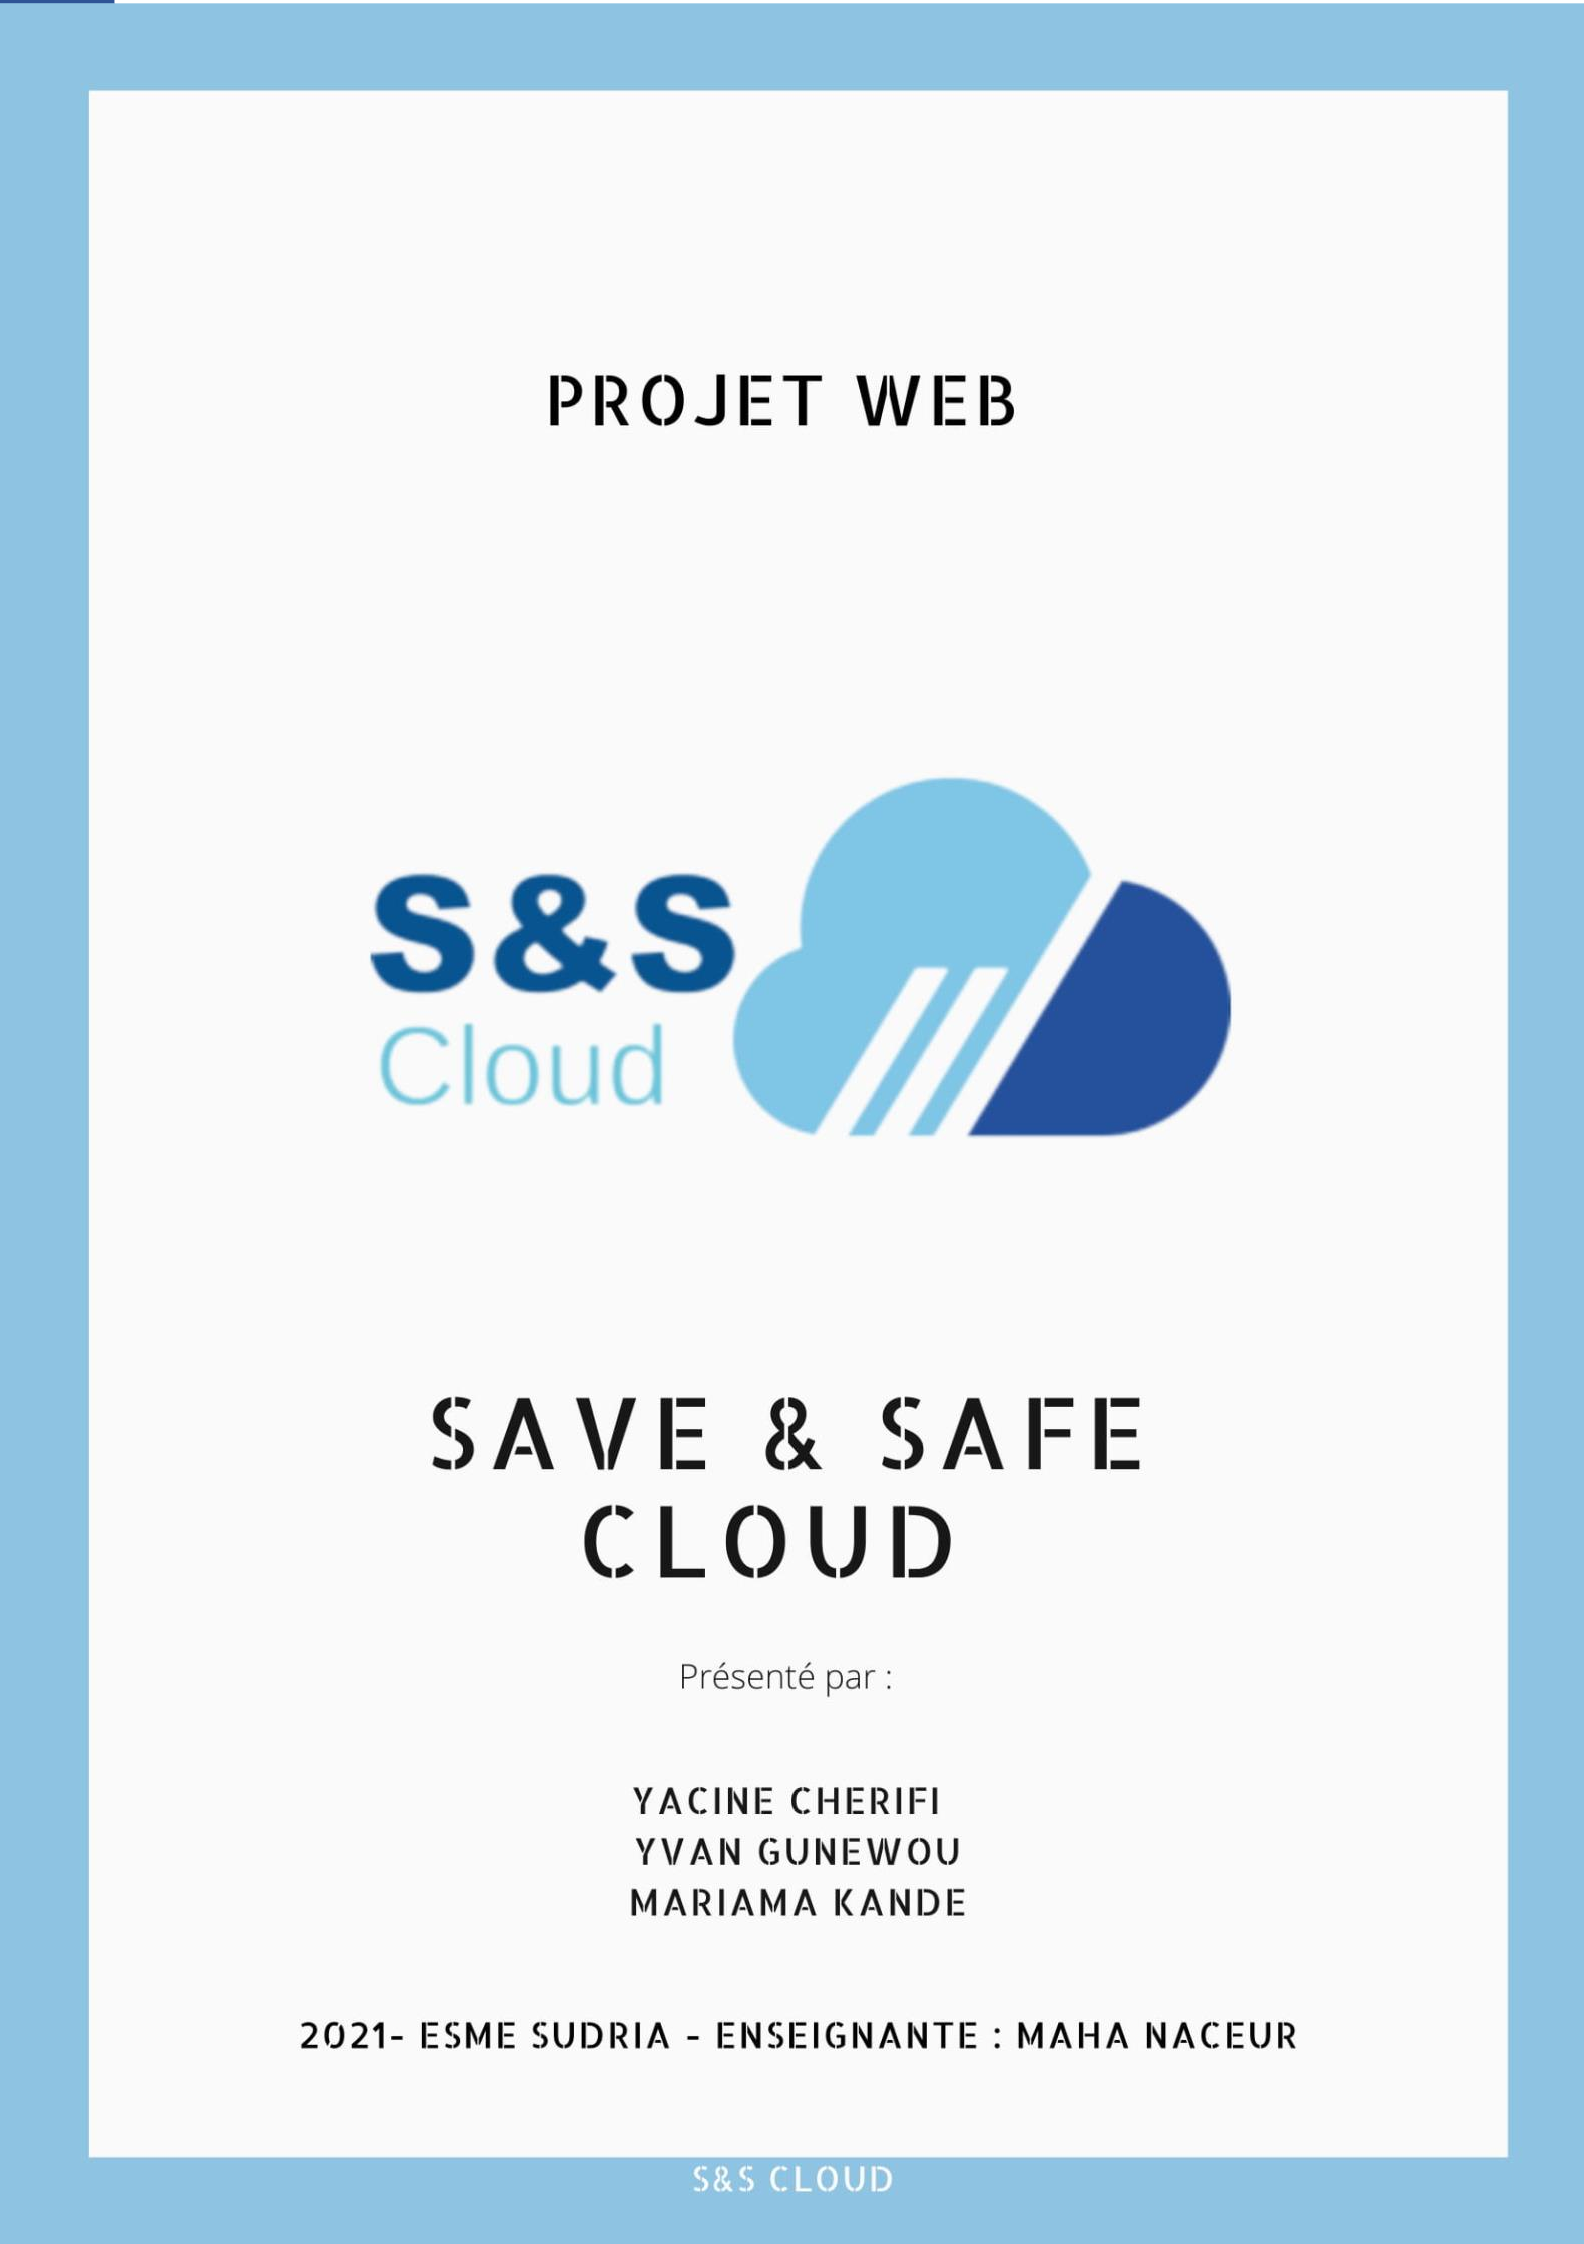 PROJET WEB
S&S
Cloud
SAVE & SAFE
CLOUD
Présenté par :
YACINE CHERIFI
YVAN GUNEWOU
MARIAMA KANDE
2021- ESME SUDRIA - ENSEIGNANTE : MAHA NACEUR
S&S CLOUD